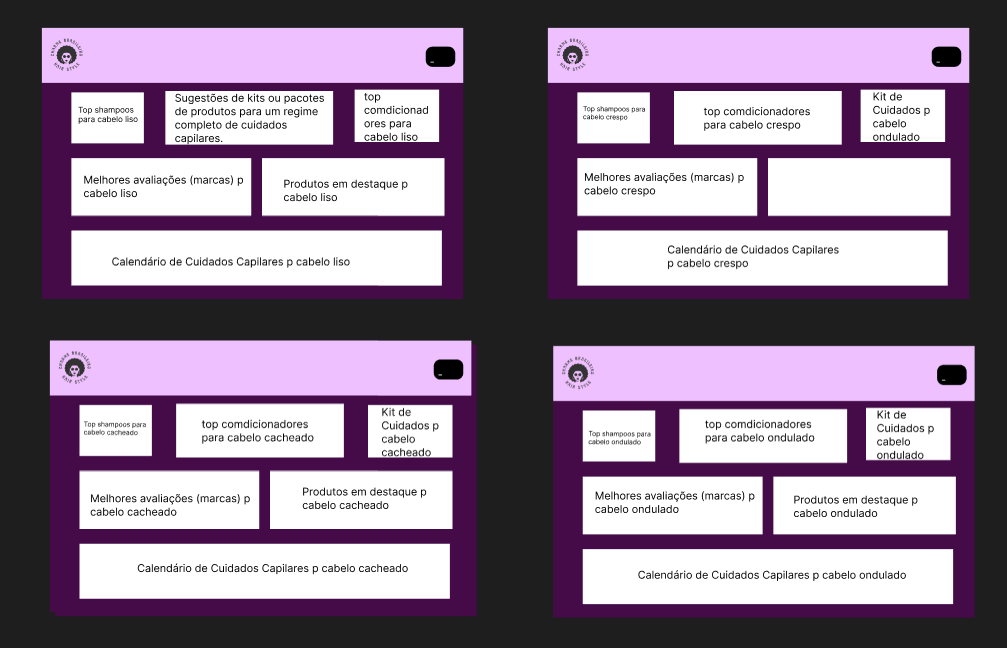 CHARME BRASILEIRO
HAIR STYLE
Top shampoos
para cabelo liso
Sugestões de kits ou pacotes
de produtos para um regime
completo de cuidados
capilares.
top
comdicionad
ores para
cabelo liso
Melhores avaliações (marcas) p
cabelo liso
Produtos em destaque p
cabelo liso
Calendário de Cuidados Capilares p cabelo liso
CHARME BRASILEIRO
HAIR STYLE
Top shampoos para
cabelo crespo
top comdicionadores
para cabelo crespo
Kit de
Cuidados p
cabelo
ondulado
Melhores avaliações (marcas) p
cabelo crespo
Calendário de Cuidados Capilares
p cabelo crespo
CHARME BRASILEIRO
HAIR STYLE
Top shampoos para
cabelo cacheado
top comdicionadores
para cabelo cacheado
Kit de
Cuidados p
cabelo
cacheado
Melhores avaliações (marcas) p
cabelo cacheado
Produtos em destaque p
cabelo cacheado
Calendário de Cuidados Capilares p cabelo cacheado
CHARME BRASILEIRO
HAIR STYLE
Top shampoos para
cabelo ondulado
top comdicionadores
para cabelo ondulado
Kit de
Cuidados p
cabelo
ondulado
Melhores avaliações (marcas) p
cabelo ondulado
Produtos em destaque p
cabelo ondulado
Calendário de Cuidados Capilares p cabelo ondulado